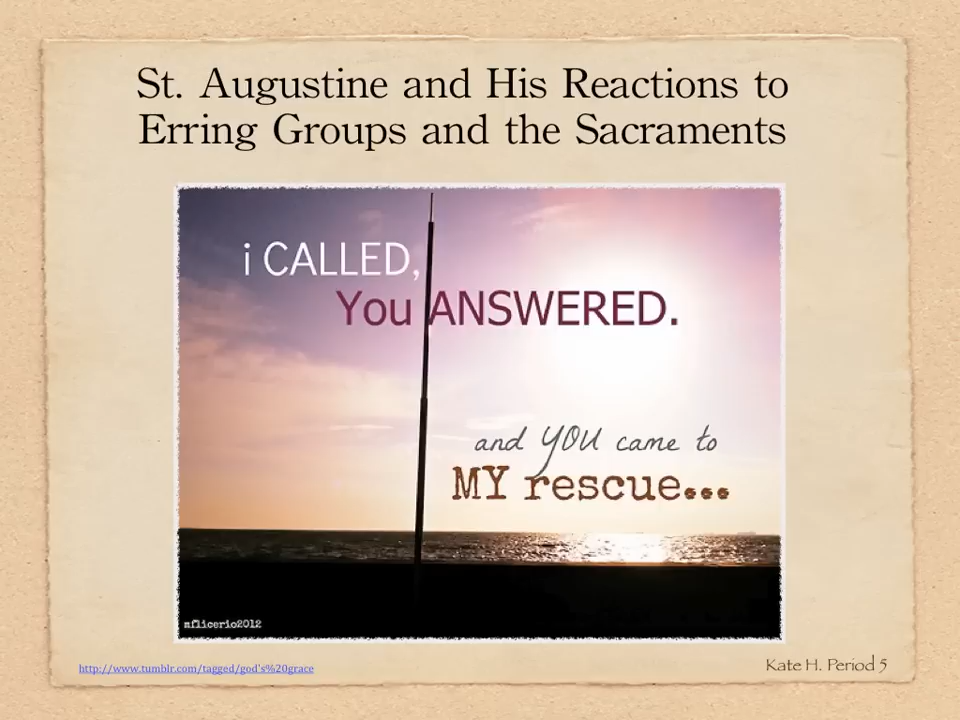 St. Augustine and His Reactions to
Erring Groups and the Sacraments
i CALLED,
You ANSWERED.
and YOU came to
MY rescue...
mflicerio2012
http://www.tumblr.com/tagged/god's%20grace
Kate H. Period 5